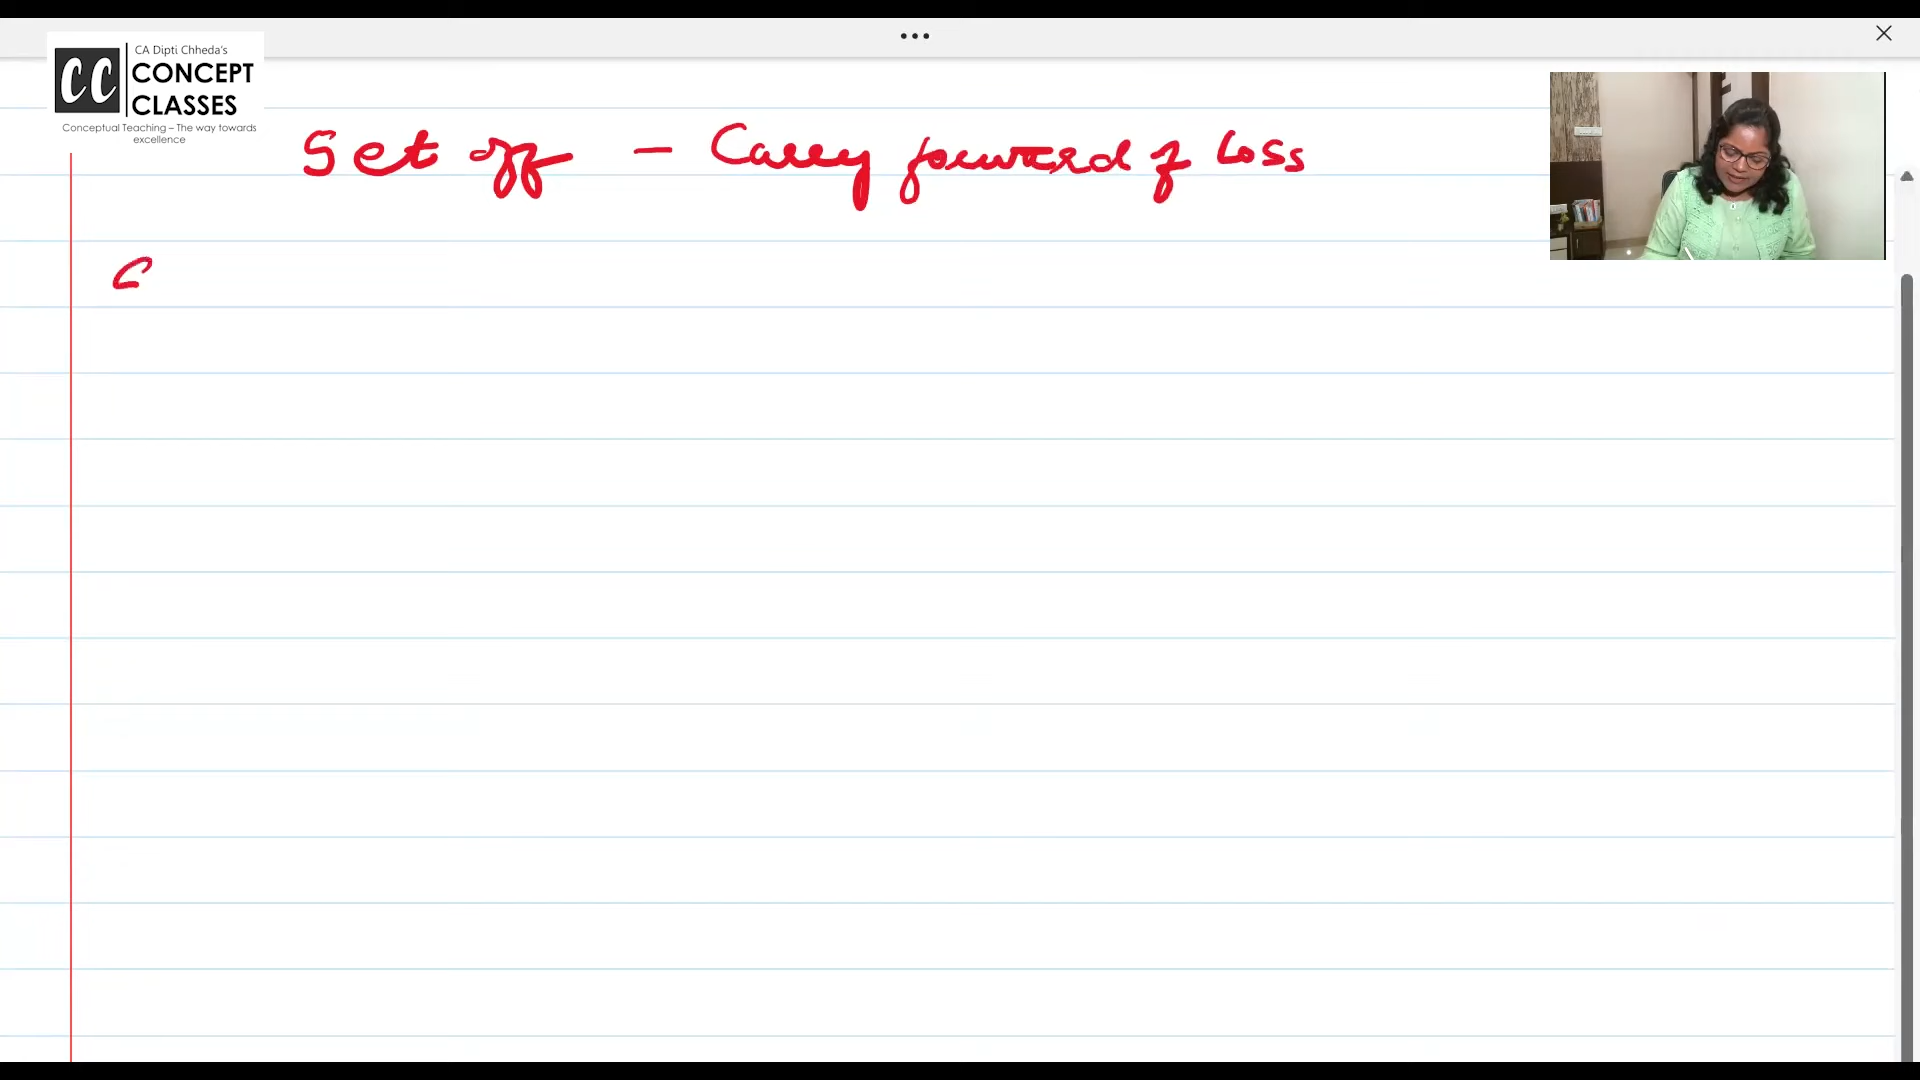 CC
CA Dipti Chheda's
CONCEPT
CLASSES
Conceptual Teaching – The way towards
excellence
Set off - Carry forward of Loss